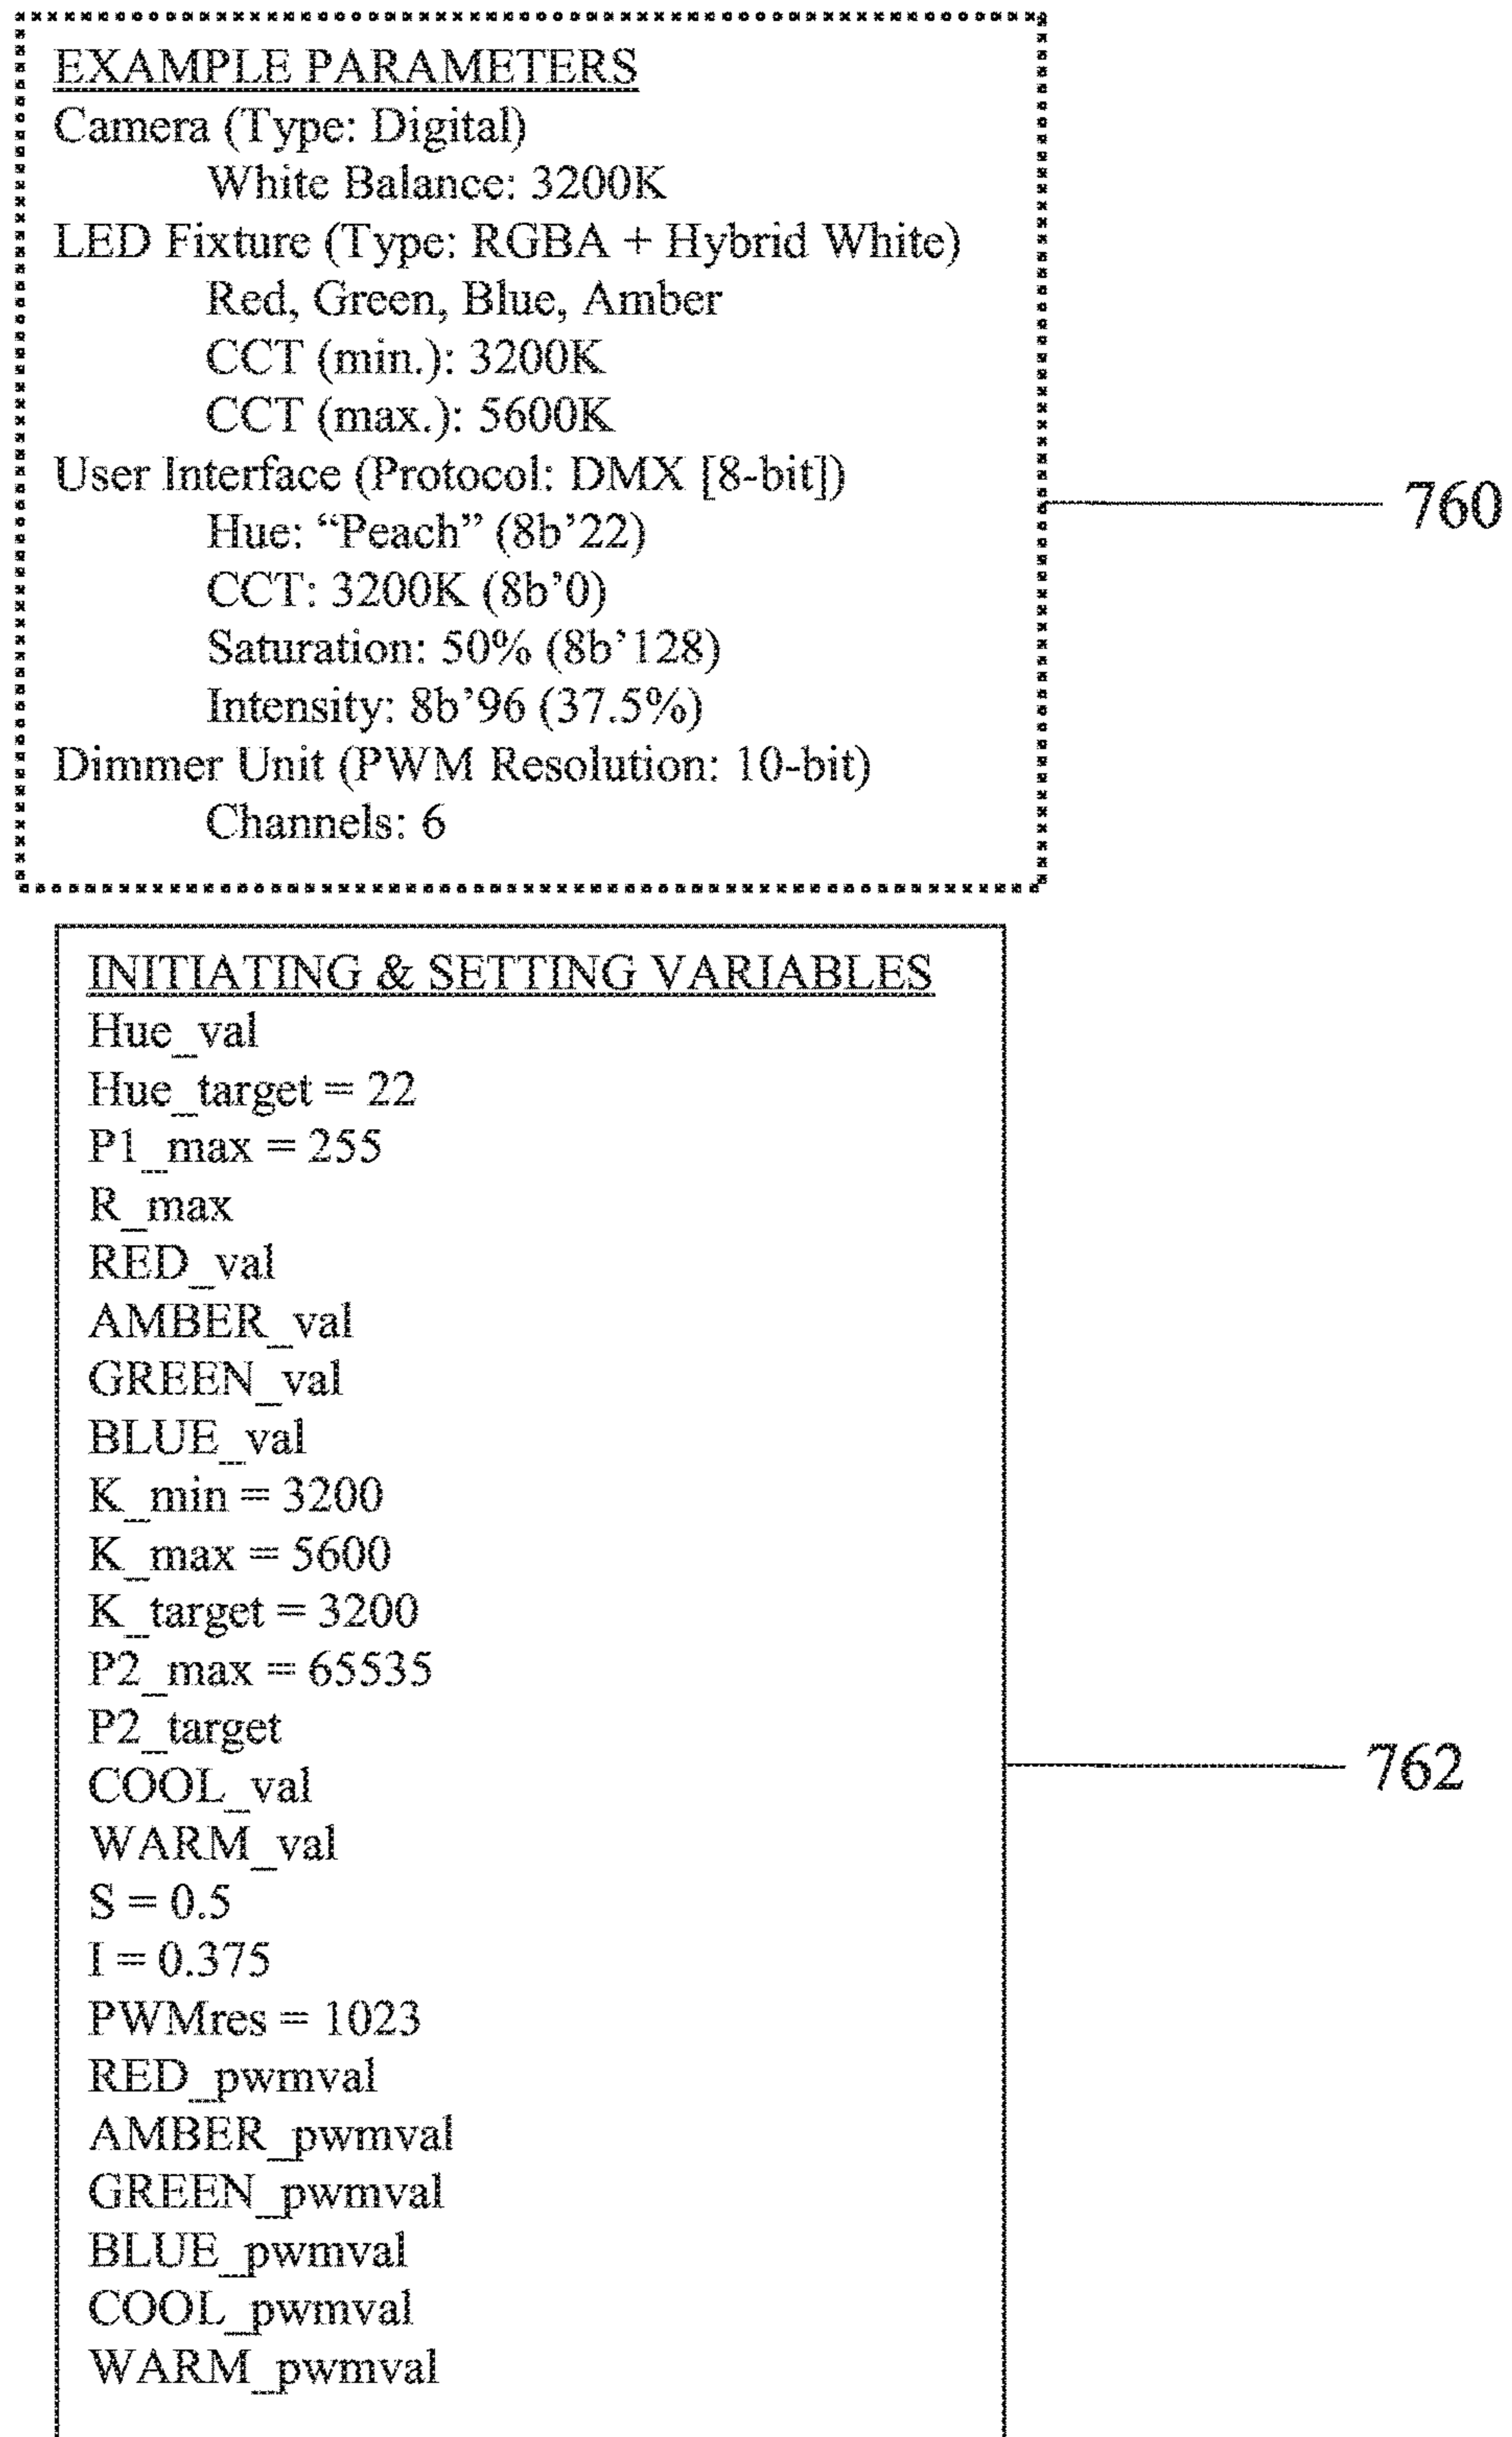 EXAMPLE PARAMETERS
Camera (Type: Digital)
White Balance: 3200K
LED Fixture (Type: RGBA + Hybrid White)
Red, Green, Blue, Amber
CCT (min.): 3200K
CCT (max.): 5600K
User Interface (Protocol: DMX [8-bit])
Hue: “Peach” (8b’22)
CCT: 3200K (8b’0)
Saturation: 50% (8b’128)
Intensity: 8b’96 (37.5%)
Dimmer Unit (PWM Resolution: 10-bit)
Channels: 6
760
INITIATING & SETTING VARIABLES
Hue_val
Hue_target = 22
P1_max = 255
R_max
RED_val
AMBER_val
GREEN_val
BLUE_val
K_min = 3200
K_max = 5600
K_target = 3200
P2_max = 65535
P2_target
COOL_val
WARM_val
S = 0.5
I = 0.375
PWMres = 1023
RED_pwmval
AMBER_pwmval
GREEN_pwmval
BLUE_pwmval
COOL_pwmval
WARM_pwmval
762